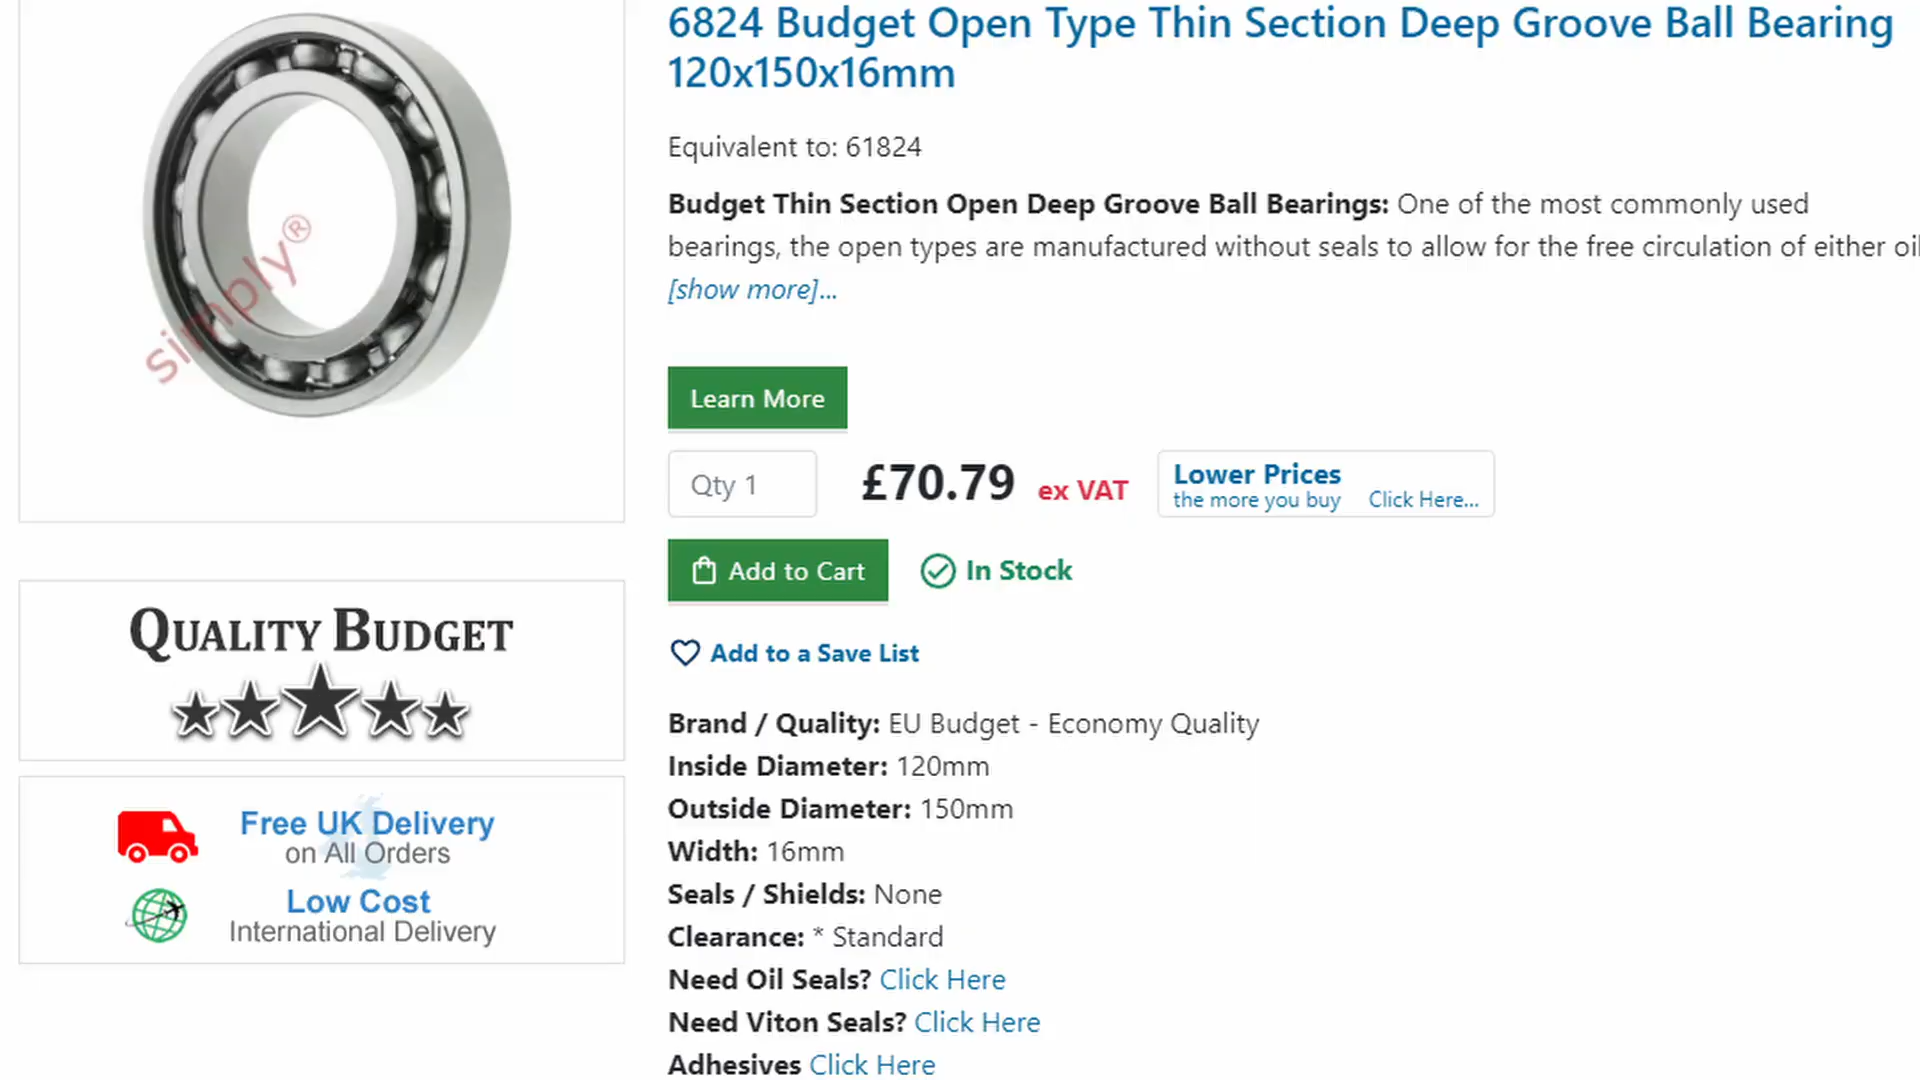 6824 Budget Open Type Thin Section Deep Groove Ball Bearing
120x150x16mm
Equivalent to: 61824
Budget Thin Section Open Deep Groove Ball Bearings: One of the most commonly used
bearings, the open types are manufactured without seals to allow for the free circulation of either oil
[show more]...
simply®
Learn More
Qty 1
£70.79 ex VAT
Lower Prices
the more you buy Click Here...
Add to Cart
In Stock
Add to a Save List
QUALITY BUDGET
Free UK Delivery
on All Orders
Low Cost
International Delivery
Brand / Quality: EU Budget - Economy Quality
Inside Diameter: 120mm
Outside Diameter: 150mm
Width: 16mm
Seals / Shields: None
Clearance: * Standard
Need Oil Seals? Click Here
Need Viton Seals? Click Here
Adhesives Click Here